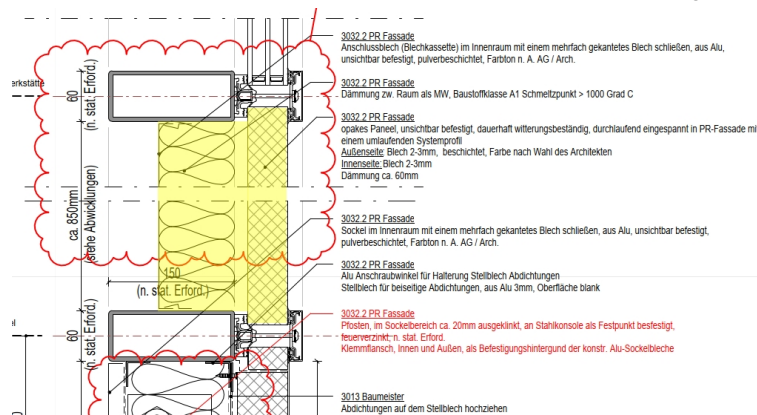 3032.2 PR Fassade
Anschlussblech (Blechkassette) im Innenraum mit einem mehrfach gekantetes Blech schließen, aus Alu,
unsichtbar befestigt, pulverbeschichtet, Farbton n. A. AG / Arch.
3032.2 PR Fassade
Dämmung zw. Raum als MW, Baustoffklasse A1 Schmeltzpunkt > 1000 Grad C
3032.2 PR Fassade
opakes Paneel, unsichtbar befestigt, dauerhaft witterungsbeständig, durchlaufend eingespannt in PR-Fassade mi
einem umlaufenden Systemprofil
Außenseite: Blech 2-3mm, beschichtet, Farbe nach Wahl des Architekten
Innenseite: Blech 2-3mm
Dämmung ca. 60mm
3032.2 PR Fassade
Sockel im Innenraum mit einem mehrfach gekantetes Blech schließen, aus Alu, unsichtbar befestigt,
pulverbeschichtet, Farbton n. A. AG / Arch.
3032.2 PR Fassade
Alu Anschraubwinkel für Halterung Stellblech Abdichtungen
Stellblech für beiseitige Abdichtungen, aus Alu 3mm, Oberfläche blank
3032.2 PR Fassade
Pfosten, im Sockelbereich ca. 20mm ausgeklinkt, an Stahlkonsole als Festpunkt besfestigt,
feuerverzinkt, n. stat. Erford.
Klemmflansch, Innen und Außen, als Befestigungshintergund der konstr. Alu-Sockelbleche
3013 Baumeister
Abdichtungen auf dem Stellblech hochziehen
erkstätte
60
(n. stat. Erford.)
ca. 850mm
(siehe Abwicklungen)
150
(n. stat. Erford.)
60
(n. stat. Erford.)